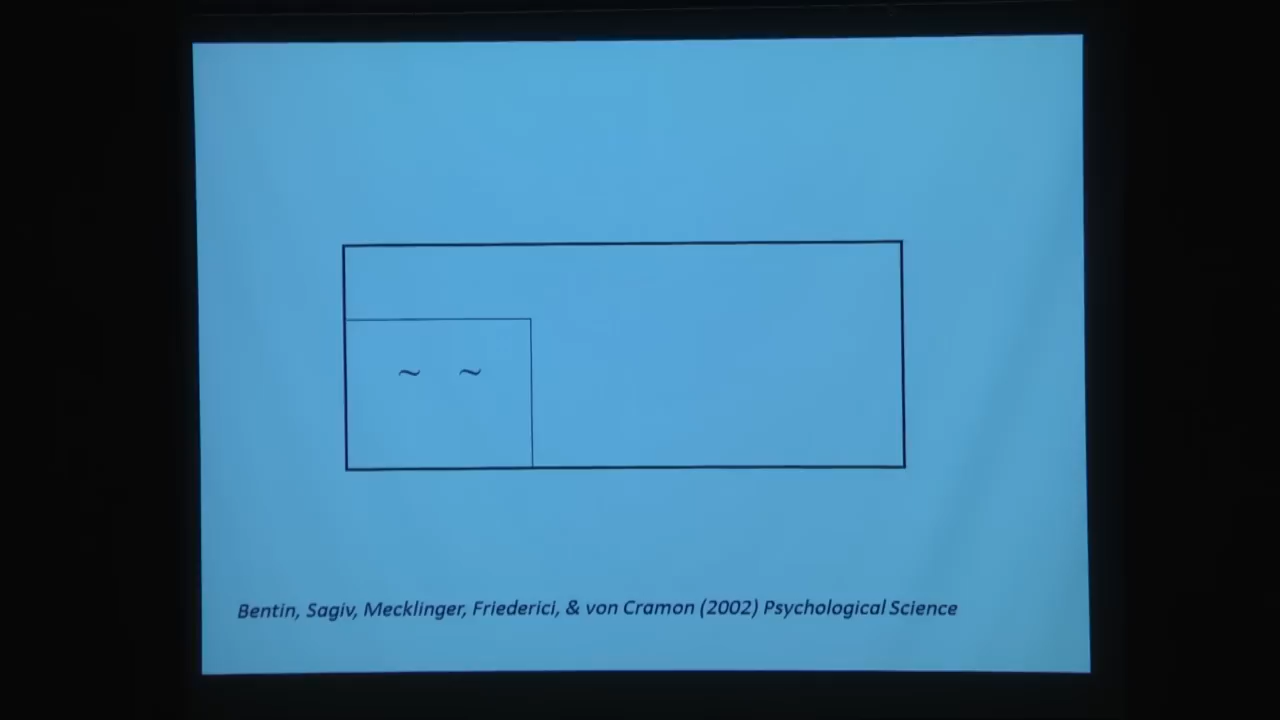 ~ ~
Bentin, Sagiv, Mecklinger, Friederici, & von Cramon (2002) Psychological Science